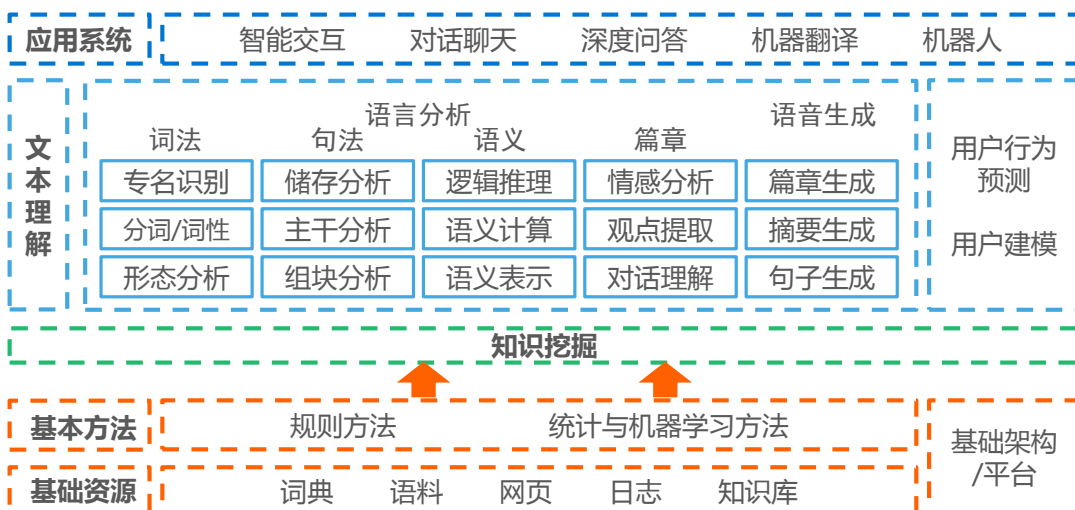 应用系统 智能交互 对话聊天 深度问答 机器翻译 机器人
文本理解
语言分析 语音生成
词法 句法 语义 篇章
专名识别 储存分析 逻辑推理 情感分析 篇章生成
分词/词性 主干分析 语义计算 观点提取 摘要生成
形态分析 组块分析 语义表示 对话理解 句子生成
用户行为
预测
用户建模
知识挖掘
基本方法 规则方法 统计与机器学习方法
基础资源 词典 语料 网页 日志 知识库
基础架构
/平台